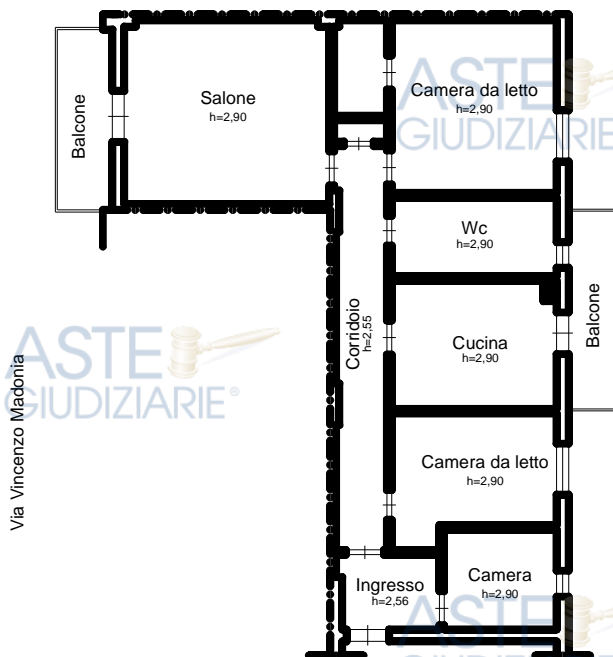 Salone
h=2,90
Camera da letto
h=2,90
ASTE
GIUDIZIARIE
Balcone
Wc
h=2,90
Corridoio
h=2,55
Cucina
h=2,90
Balcone
ASTE
GIUDIZIARIE®
Via Vincenzo Madonia
Camera da letto
h=2,90
Ingresso
h=2,56
Camera
h=2,90
ASTE
GIUDIZIARIE